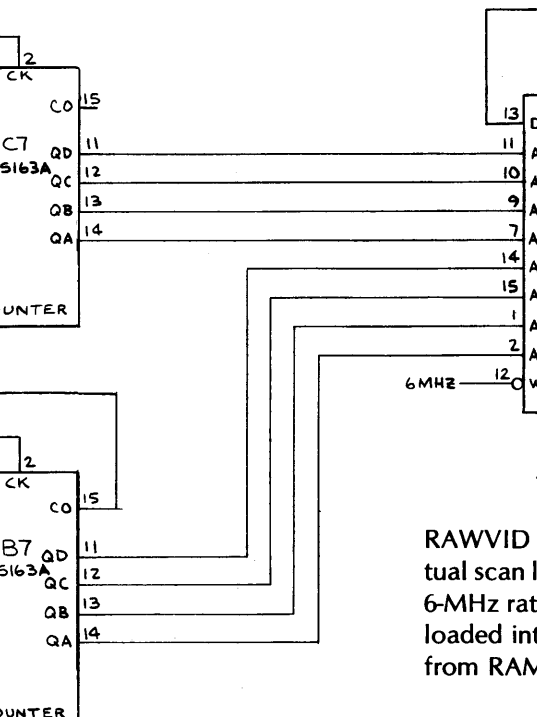 2
CK
CO 15
13 D
C7
S163A
QD 11
11 A
QC 12
10 A
QB 13
9 A
QA 14
7 A
14 A
15 A
UNTER
1 A
2 A
6MHZ 12 W
2
CK
CO 15
B7
S163A
QD 11
QC 12
QB 13
QA 14
OUNTER
RAWVID
tual scan l
6-MHz rat
loaded int
from RAM